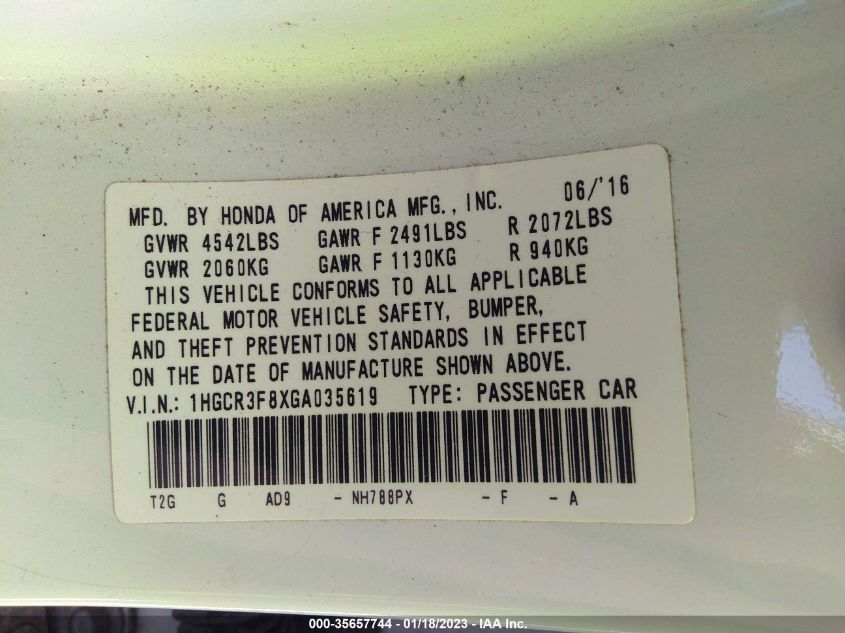 MFD. BY HONDA OF AMERICA MFG., INC. 06/'16
GVWR 4542LBS GAWR F 2491LBS R 2072LBS
GVWR 2060KG GAWR F 1130KG R 940KG
THIS VEHICLE CONFORMS TO ALL APPLICABLE
FEDERAL MOTOR VEHICLE SAFETY, BUMPER,
AND THEFT PREVENTION STANDARDS IN EFFECT
ON THE DATE OF MANUFACTURE SHOWN ABOVE.
V.I.N.: 1HGCR3F8XGA035619 TYPE: PASSENGER CAR
T2G G AD9 - NH788PX - F - A
000-35657744 - 01/18/2023 - IAA Inc.